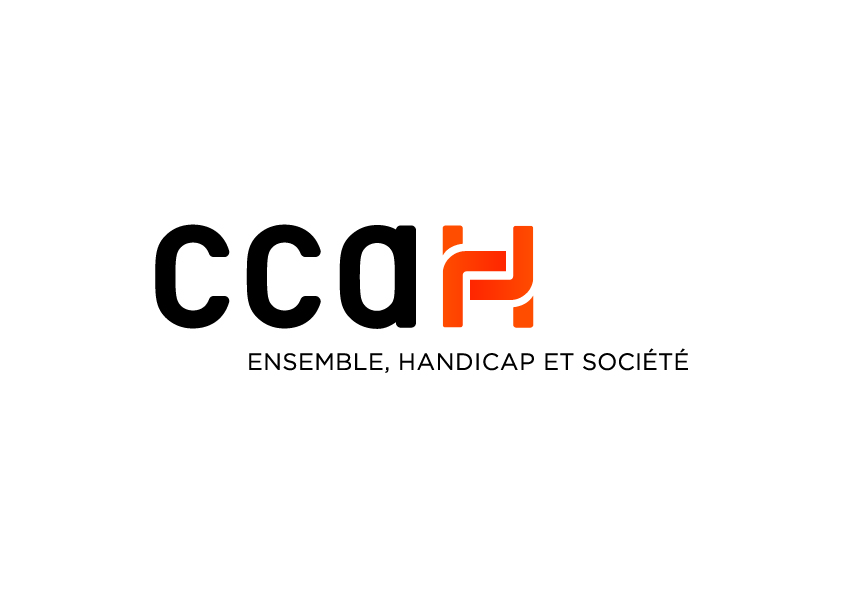 ccaH
ENSEMBLE, HANDICAP ET SOCIÉTÉ